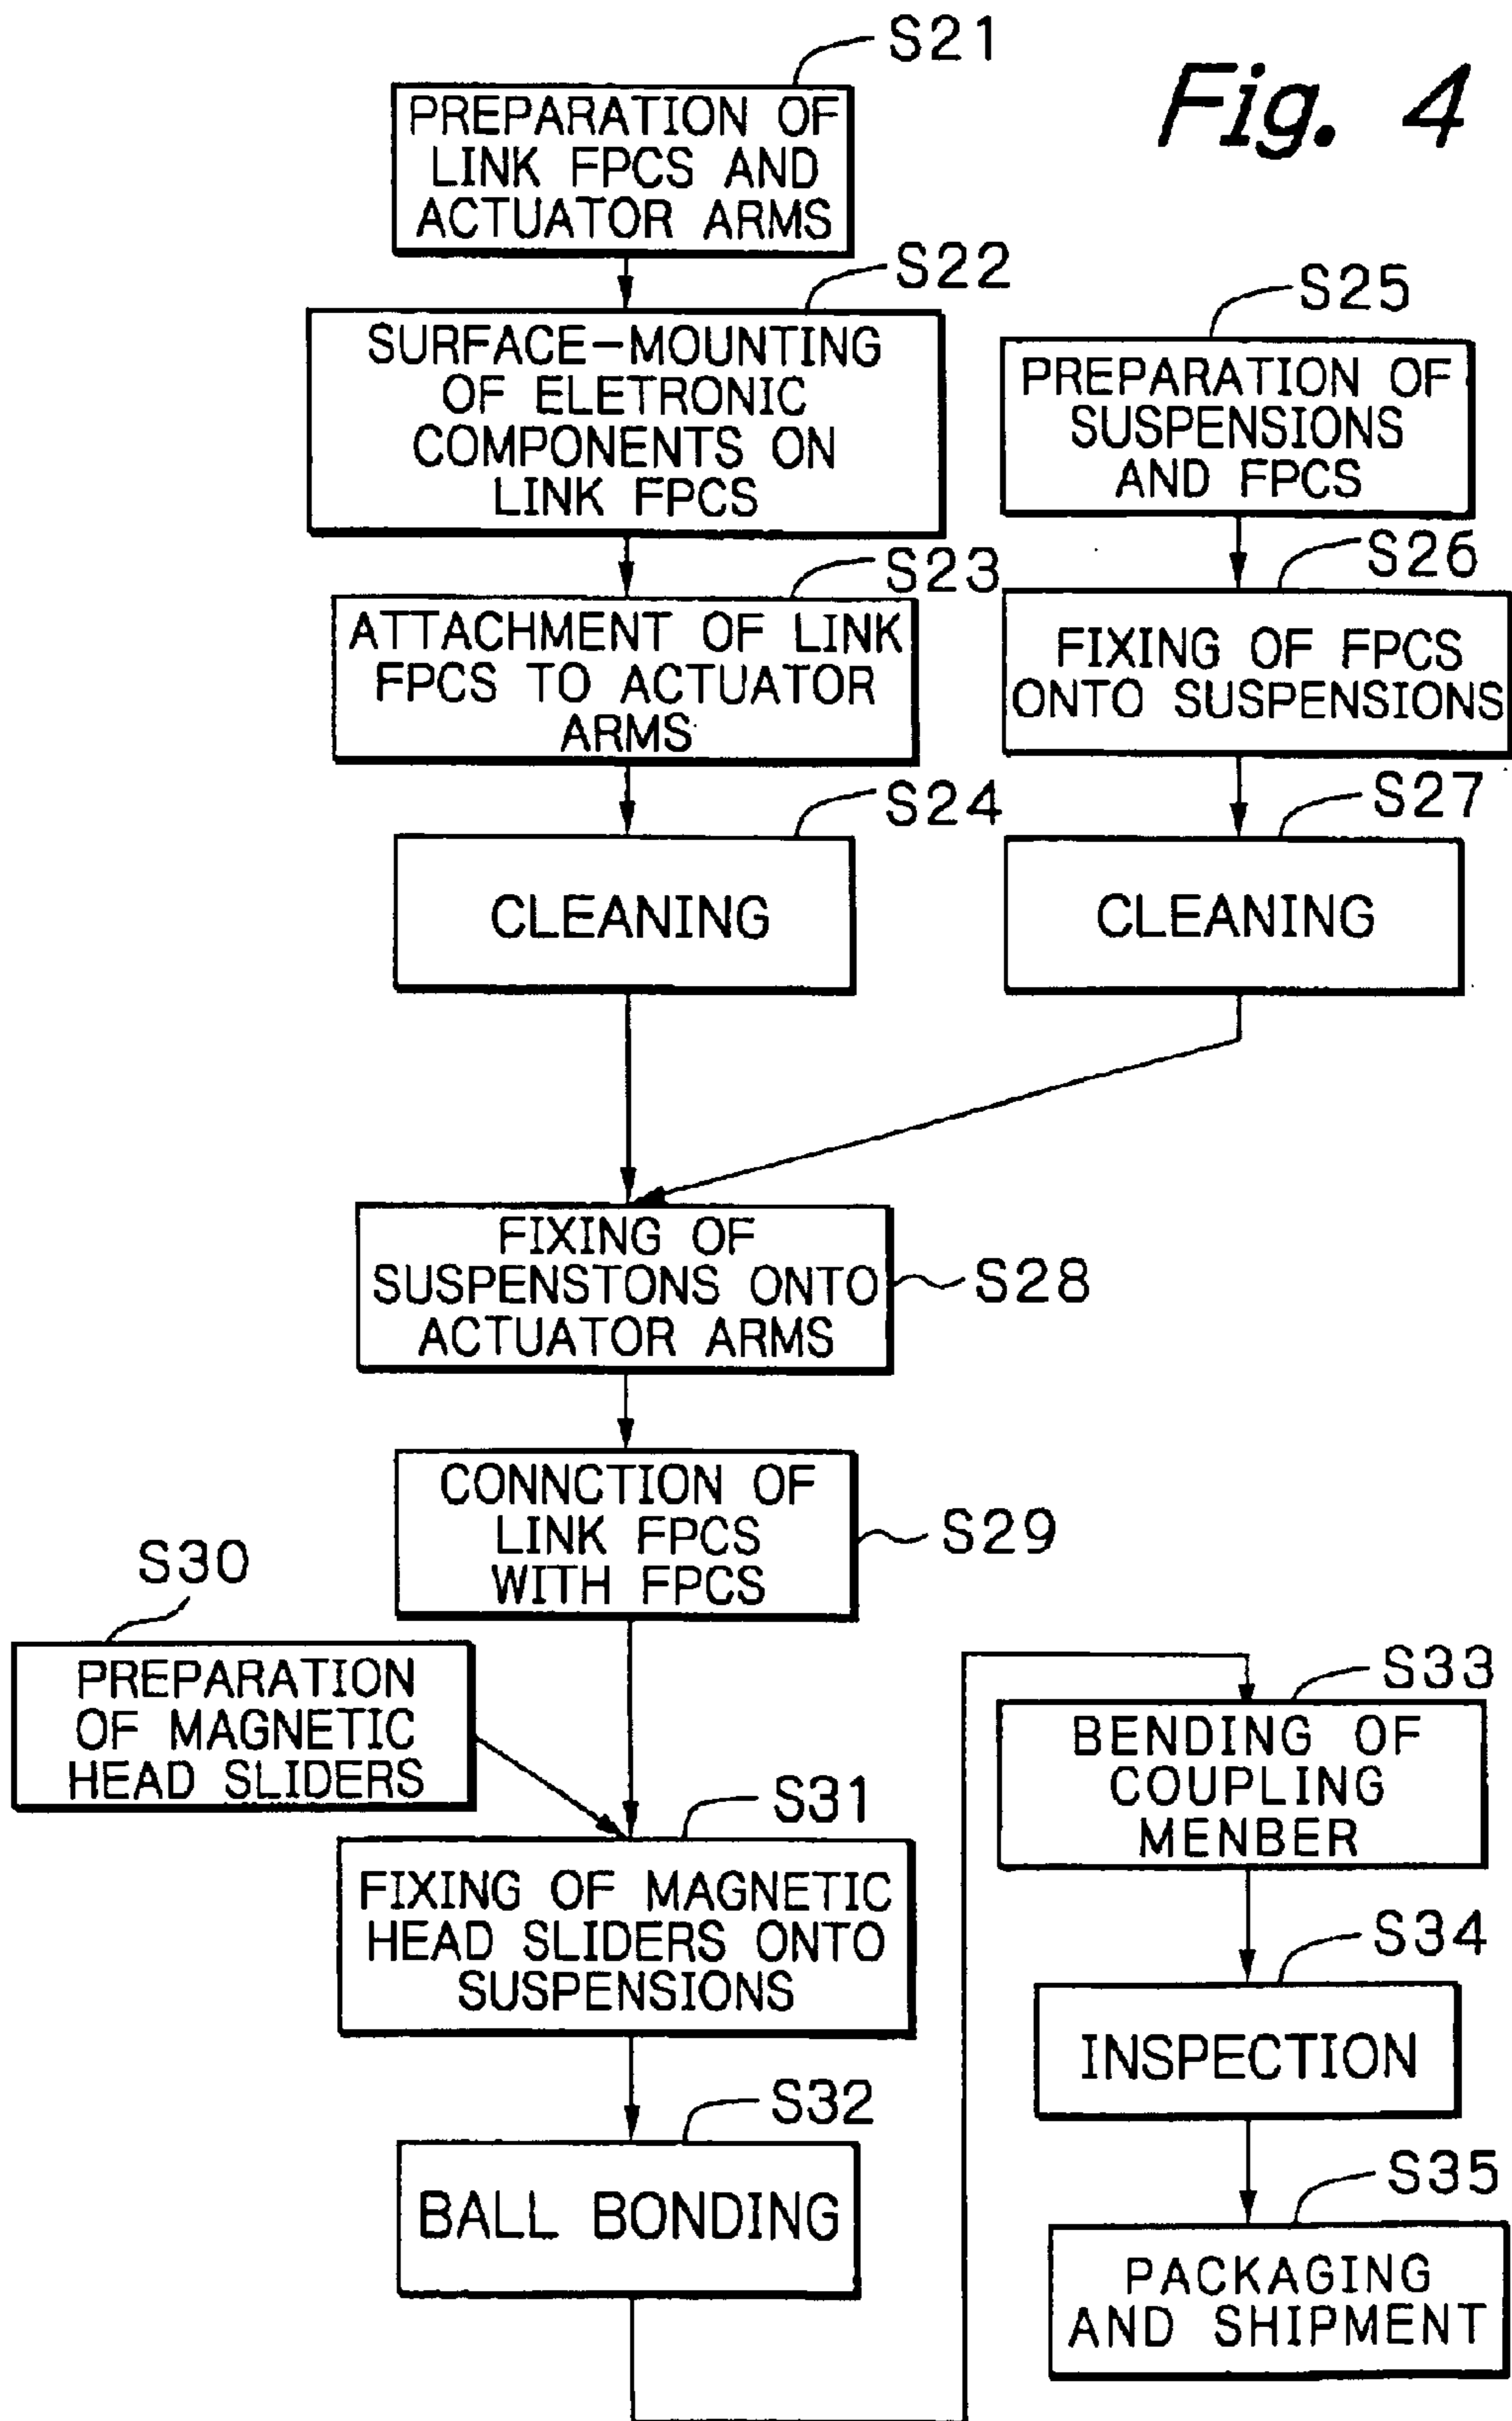 Fig. 4
S21
PREPARATION OF
LINK FPCS AND
ACTUATOR ARMS
S22
SURFACE-MOUNTING
OF ELETRONIC
COMPONENTS ON
LINK FPCS
S23
ATTACHMENT OF LINK
FPCS TO ACTUATOR
ARMS
S24
CLEANING
S25
PREPARATION OF
SUSPENSIONS
AND FPCS
S26
FIXING OF FPCS
ONTO SUSPENSIONS
S27
CLEANING
FIXING OF
SUSPENSTONS ONTO
ACTUATOR ARMS
S28
CONNCTION OF
LINK FPCS
WITH FPCS
S29
S30
PREPARATION
OF MAGNETIC
HEAD SLIDERS
S31
FIXING OF MAGNETIC
HEAD SLIDERS ONTO
SUSPENSIONS
S32
BALL BONDING
S33
BENDING OF
COUPLING
MENBER
S34
INSPECTION
S35
PACKAGING
AND SHIPMENT